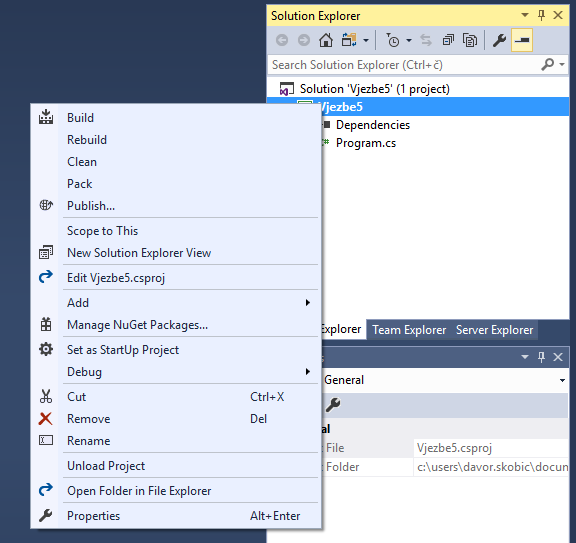 Solution Explorer
Search Solution Explorer (Ctrl+č)
Solution 'Vjezbe5' (1 project)
Vjezbe5
Dependencies
Program.cs
Build
Rebuild
Clean
Pack
Publish...
Scope to This
New Solution Explorer View
Edit Vjezbe5.csproj
Add
Manage NuGet Packages...
Set as StartUp Project
Debug
Cut Ctrl+X
Remove Del
Rename
Unload Project
Open Folder in File Explorer
Properties Alt+Enter
Explorer Team Explorer Server Explorer
General
File Vjezbe5.csproj
Folder c:\users\davor.skobic\docun